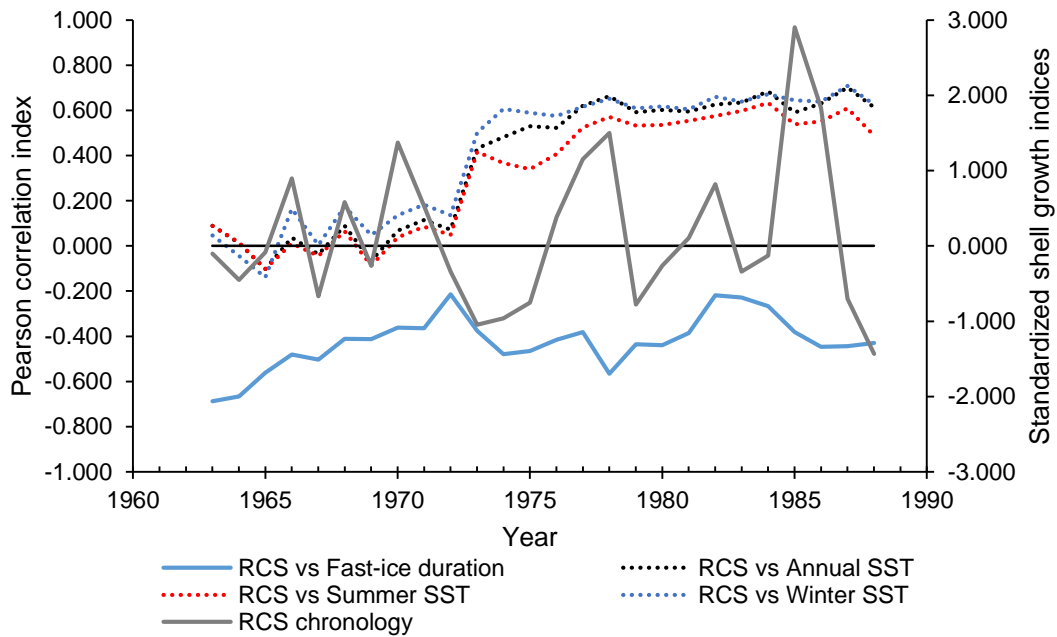 1.000
0.800
0.600
0.400
0.200
0.000
-0.200
-0.400
-0.600
-0.800
-1.000
Pearson correlation index
3.000
2.000
1.000
0.000
-1.000
-2.000
-3.000
Standardized shell growth indices
1960 1965 1970 1975 1980 1985 1990
Year
RCS vs Fast-ice duration RCS vs Annual SST
RCS vs Summer SST RCS vs Winter SST
RCS chronology